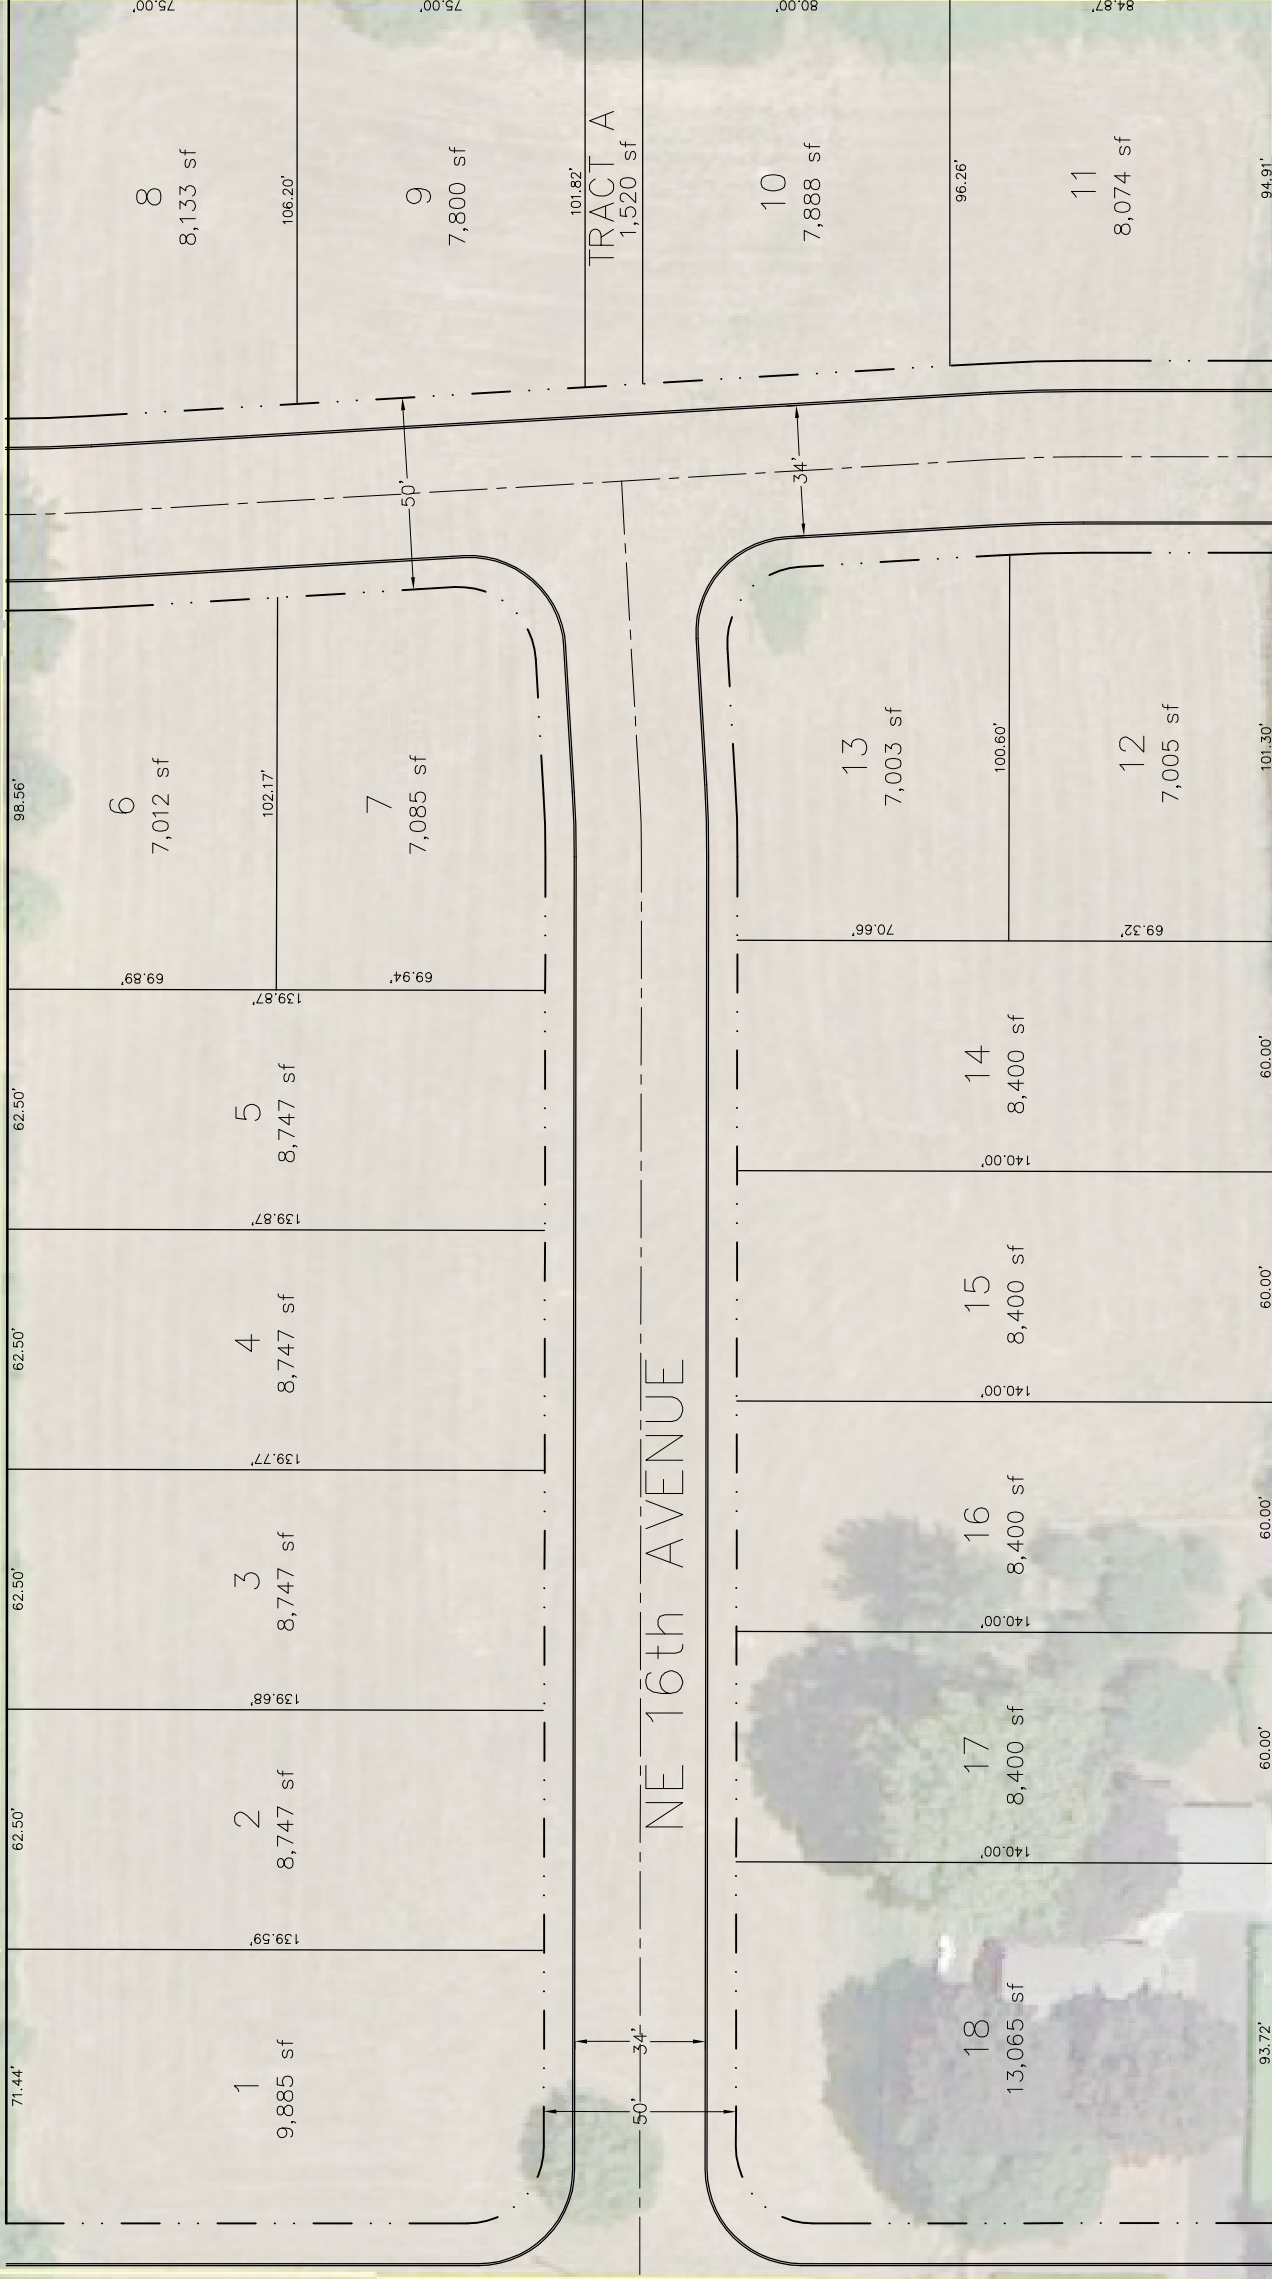 75.00'
75.00'
80.00'
84.87'
8
8,133 sf
106.20'
9
7,800 sf
101.82'
TRACT A
1,520 sf
10
7,888 sf
96.26'
11
8,074 sf
94.91'
50'
34'
98.56'
6
7,012 sf
102.17'
7
7,085 sf
13
7,003 sf
100.60'
12
7,005 sf
101.30'
69.89'
69.94'
70.66'
69.32'
139.87'
62.50'
5
8,747 sf
14
8,400 sf
60.00'
139.87'
140.00'
62.50'
4
8,747 sf
15
8,400 sf
60.00'
139.77'
140.00'
NE 16th AVENUE
62.50'
3
8,747 sf
16
8,400 sf
60.00'
139.68'
140.00'
62.50'
2
8,747 sf
17
8,400 sf
60.00'
139.59'
140.00'
71.44'
1
9,885 sf
34'
50'
18
13,065 sf
93.72'